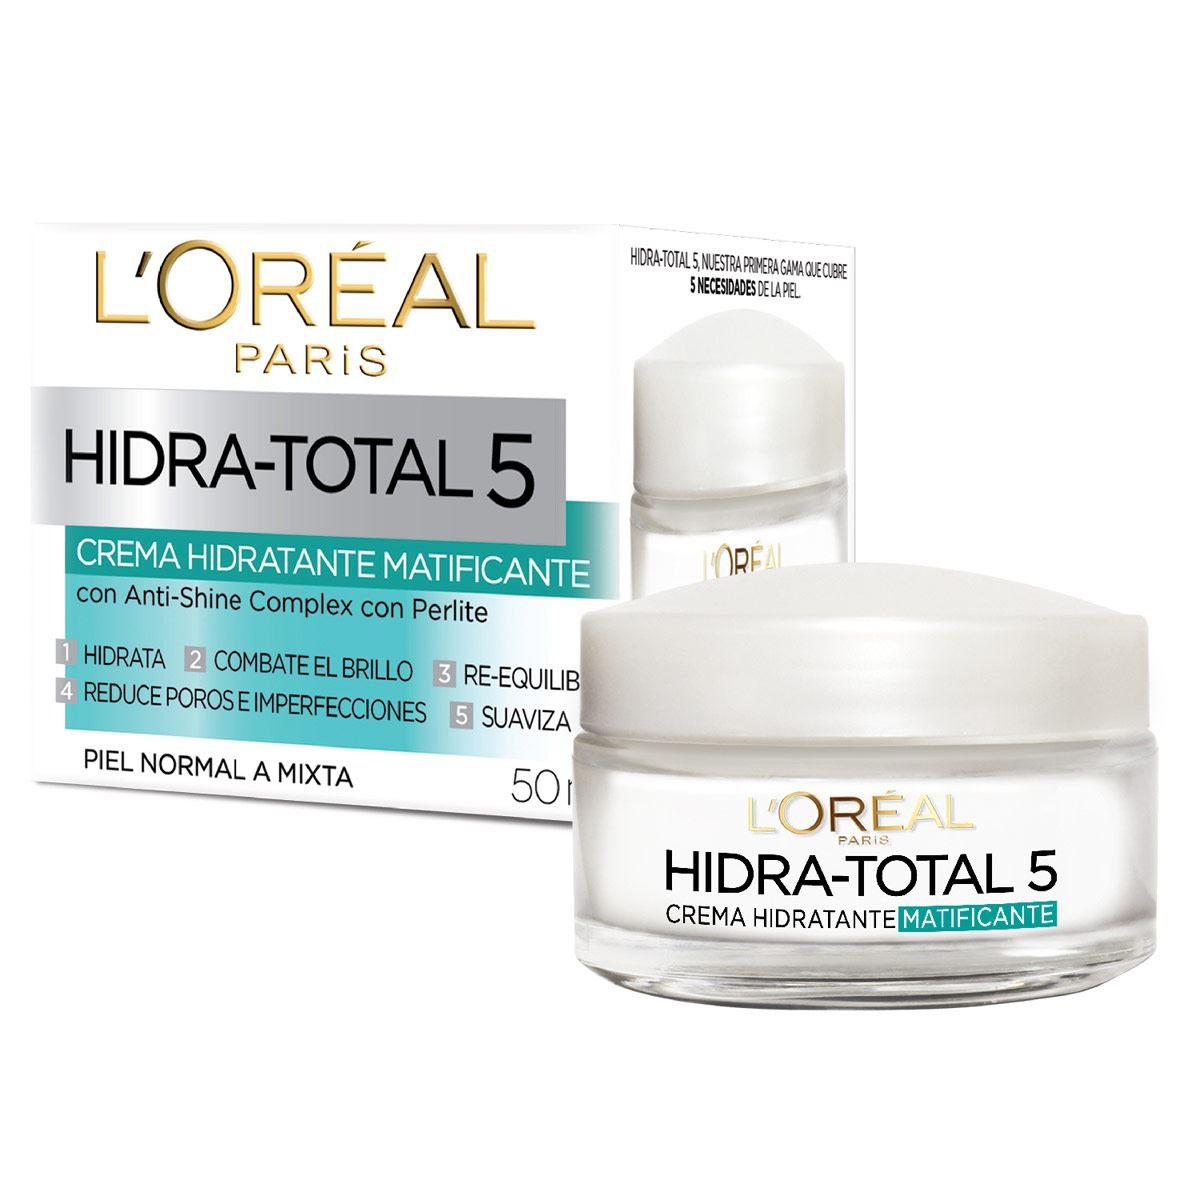 L'ORÉAL
PARiS
HIDRA-TOTAL 5
CREMA HIDRATANTE MATIFICANTE
con Anti-Shine Complex con Perlite
1 HIDRATA 2 COMBATE EL BRILLO 3 RE-EQUILIB
4 REDUCE POROS E IMPERFECCIONES 5 SUAVIZA
PIEL NORMAL A MIXTA
50
HIDRA-TOTAL 5, NUESTRA PRIMERA GAMA QUE CUBRE
5 NECESIDADES DE LA PIEL.
L'ORÉAL
L'ORÉAL
PARiS
HIDRA-TOTAL 5
CREMA HIDRATANTE MATIFICANTE